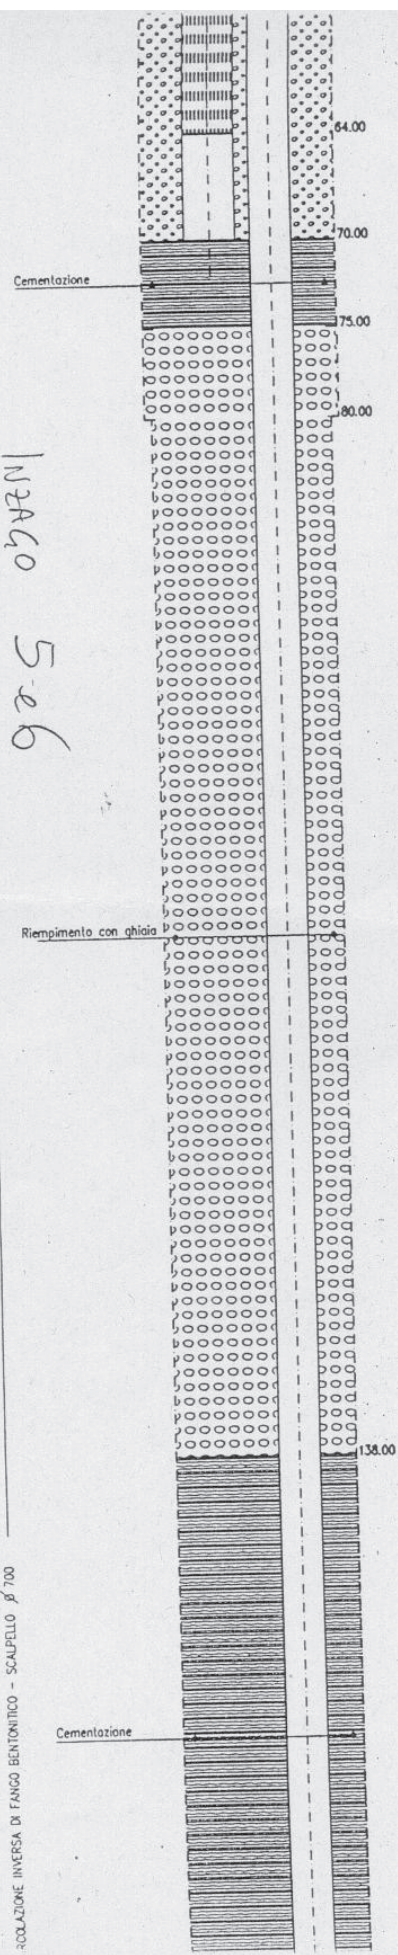 64.00
70.00
Cementazione
75.00
80.00
INZAGO 5 e 6
Riempimento con ghiaia
138.00
Cementazione
RCOLAZIONE INVERSA DI FANGO BENTONITICO - SCALPELLO Ø 700